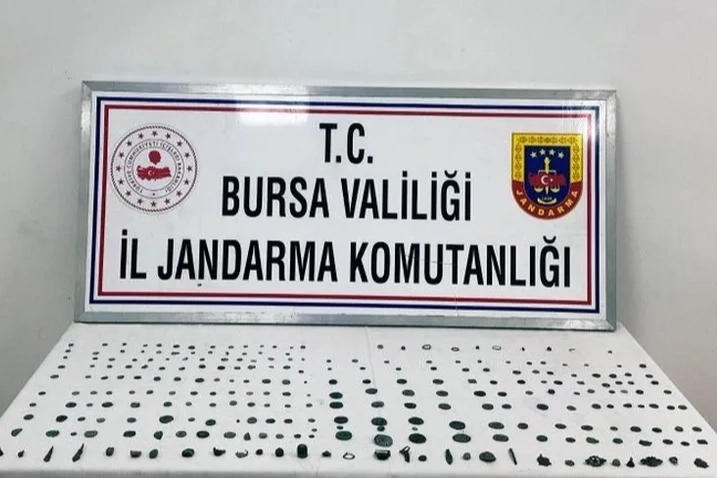 T.C.
BURSA VALİLİĞİ
İL JANDARMA KOMUTANLIĞI
JANDARMA